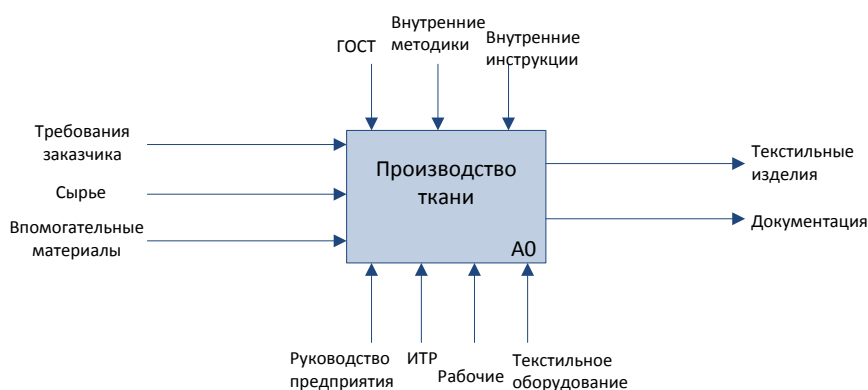 ГОСТ
Внутренние
методики
Внутренние
инструкции
Требования
заказчика
Сырье
Впомогательные
материалы
Производство
ткани
А0
Текстильные
изделия
Документация
Руководство
предприятия
ИТР
Рабочие
Текстильное
оборудование